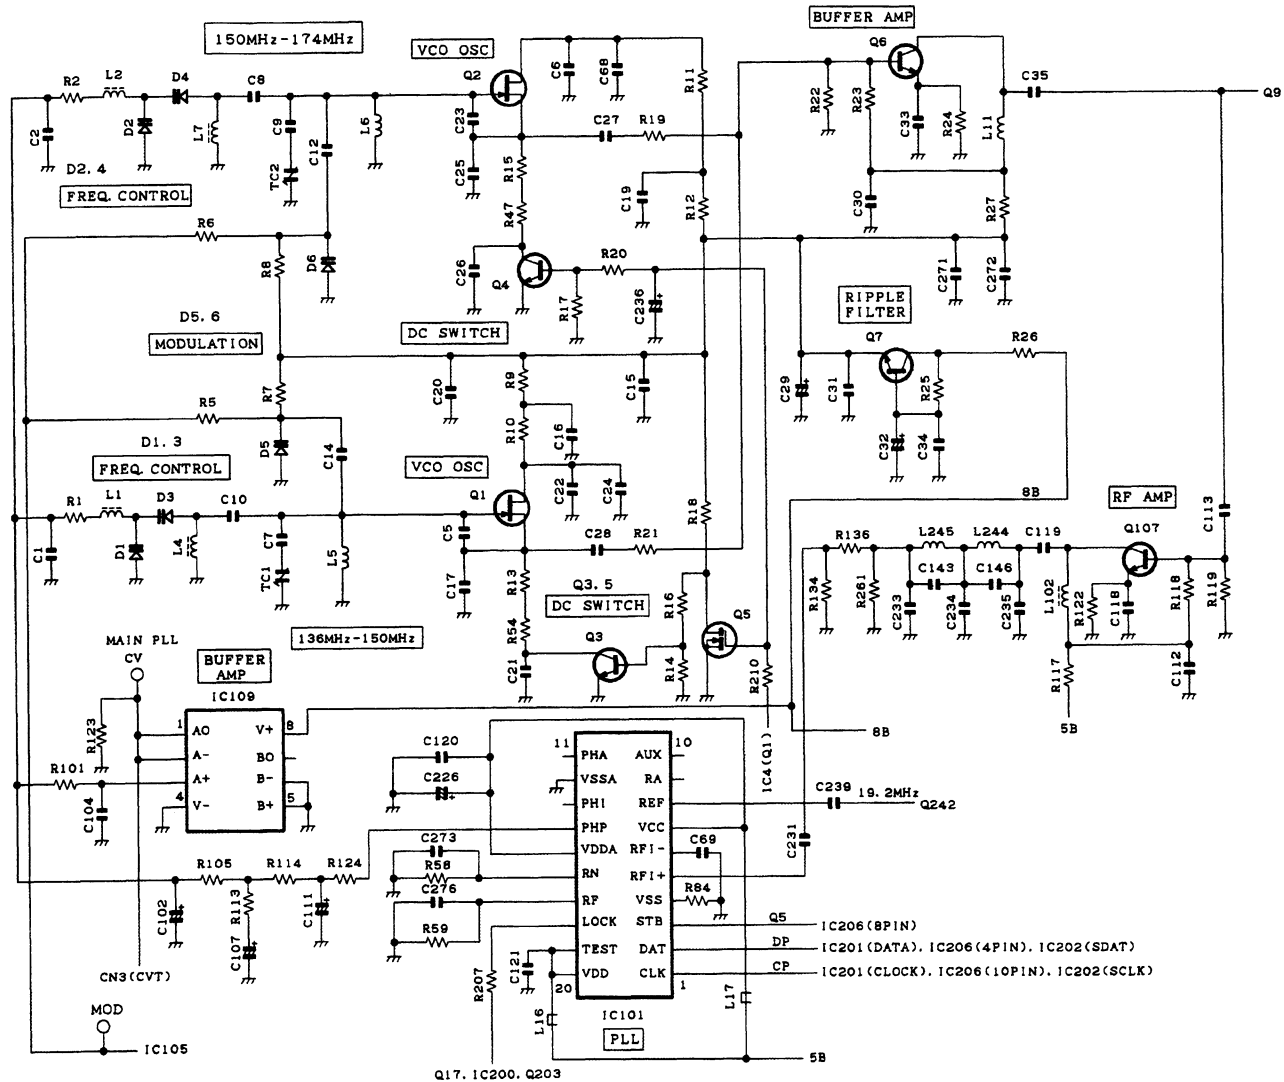 BUFFER AMP
150MHz-174MHz
VCO OSC
Q6
Q2
C6
C68
R11
R2
L2
D4
C8
C35
Q9
C2
D2
L7
C9
C12
L6
C23
C27
R19
R22
R23
C33
R24
L11
D2.4
TC2
C25
R15
FREQ. CONTROL
R47
C19
R12
C30
R27
R6
R8
D6
C26
Q4
R20
R17
C236
C271
C272
D5.6
RIPPLE
FILTER
MODULATION
DC SWITCH
Q7
R26
R7
C20
R9
C15
C29
C31
R25
R5
R10
C16
C32
C34
D1.3
D5
C14
FREQ. CONTROL
VCO OSC
C22
C24
8B
RF AMP
R1
L1
D3
C10
Q1
R18
C113
Q107
C1
D1
L4
C7
L5
C5
C28
R21
R136
L245
L244
C119
TC1
C17
R13
Q3.5
R134
R261
C143
C146
L102
R122
C118
R118
R119
DC SWITCH
R16
C233
C234
C235
136MHz-150MHz
R54
Q3
Q5
MAIN PLL
CV
BUFFER
AMP
C21
R14
R210
R117
C112
IC109
1
AO
V+
8
5B
R123
8B
A-
BO
C120
11
PHA
AUX
10
IC4(Q1)
R101
A+
B-
C226
VSSA
RA
4
V-
B+
5
PHI
REF
C239
19.2MHz
Q242
C104
PHP
VCC
C231
C273
VDDA
RFI-
C69
R105
R114
R124
R58
RN
RFI+
C276
RF
VSS
R84
C102
R113
C111
LOCK
STB
Q5
IC206(8PIN)
R59
TEST
DAT
DP
IC201(DATA). IC206(4PIN). IC202(SDAT)
C107
C121
VDD
CLK
CP
IC201(CLOCK). IC206(10PIN). IC202(SCLK)
CN3(CVT)
R207
20
1
L17
MOD
L16
IC101
PLL
IC105
5B
Q17. IC200. Q203